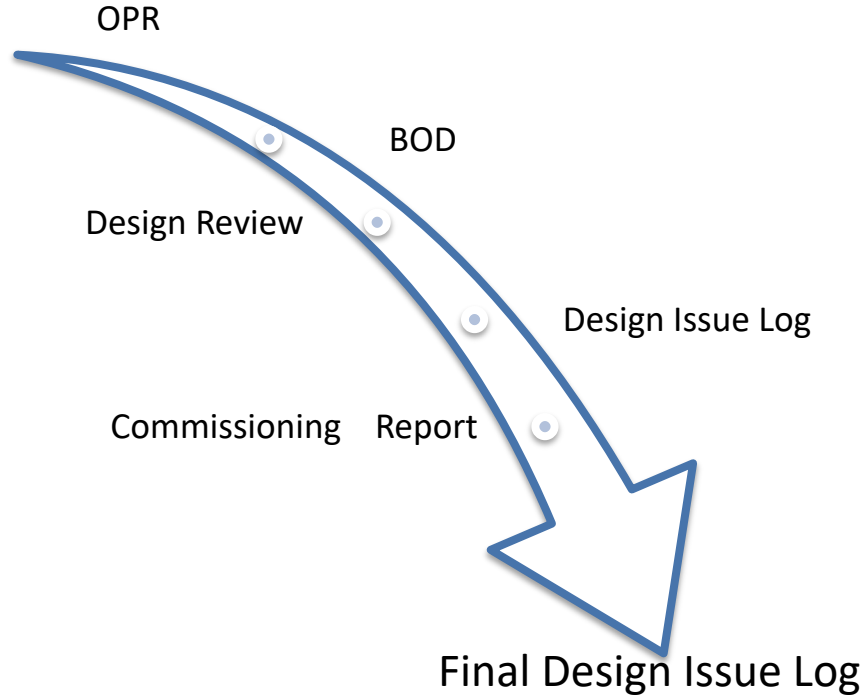 OPR
BOD
Design Review
Design Issue Log
Commissioning Report
Final Design Issue Log